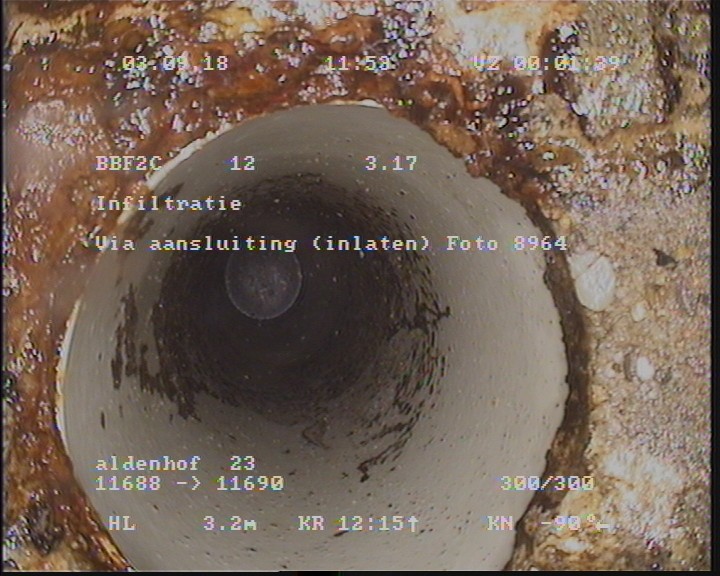 03.09.18 11:53 VZ 00:01:39
BBF2C 12 3.17
Infiltratie
Via aansluiting (inlaten) Foto 8964
aldenhof 23
11688 -> 11690 300/300
HL 3.2m KR 12:15↑ KN -90°